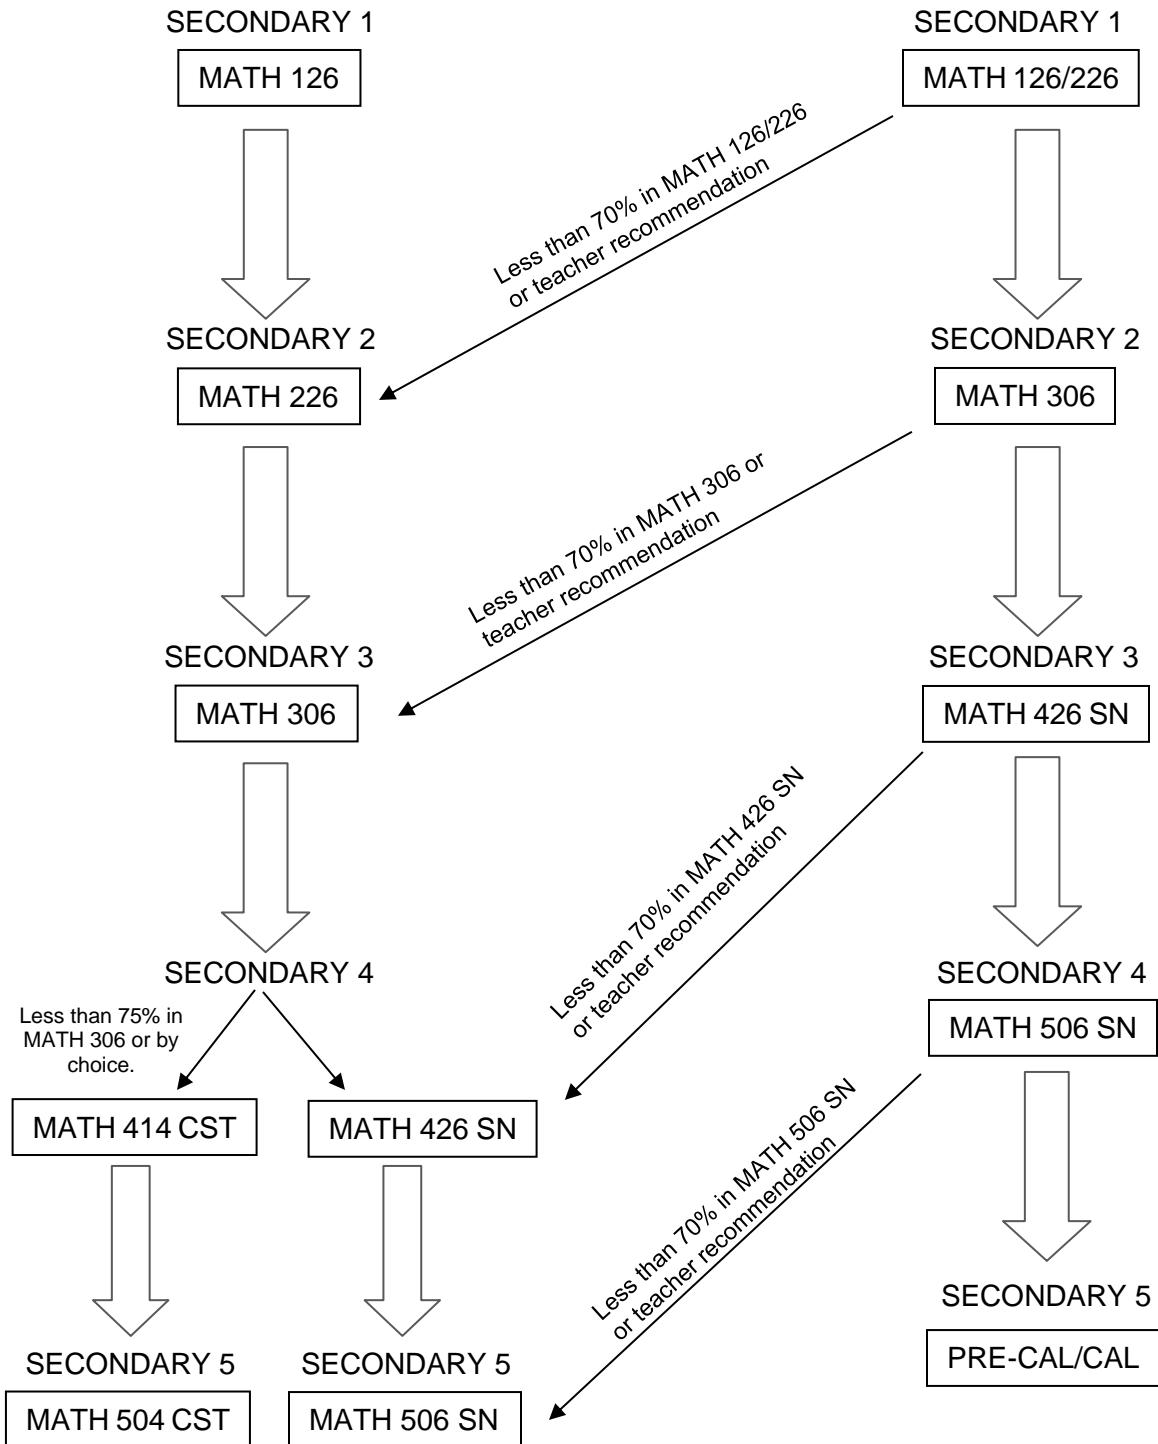 SECONDARY 1
MATH 126
SECONDARY 1
MATH 126/226
Less than 70% in MATH 126/226
or teacher recommendation
SECONDARY 2
MATH 226
SECONDARY 2
MATH 306
Less than 70% in MATH 306 or
teacher recommendation
SECONDARY 3
MATH 306
SECONDARY 3
MATH 426 SN
Less than 70% in MATH 426 SN
or teacher recommendation
SECONDARY 4
SECONDARY 4
MATH 506 SN
Less than 75% in
MATH 306 or by
choice.
MATH 414 CST
MATH 426 SN
Less than 70% in MATH 506 SN
or teacher recommendation
SECONDARY 5
MATH 504 CST
SECONDARY 5
MATH 506 SN
SECONDARY 5
PRE-CAL/CAL